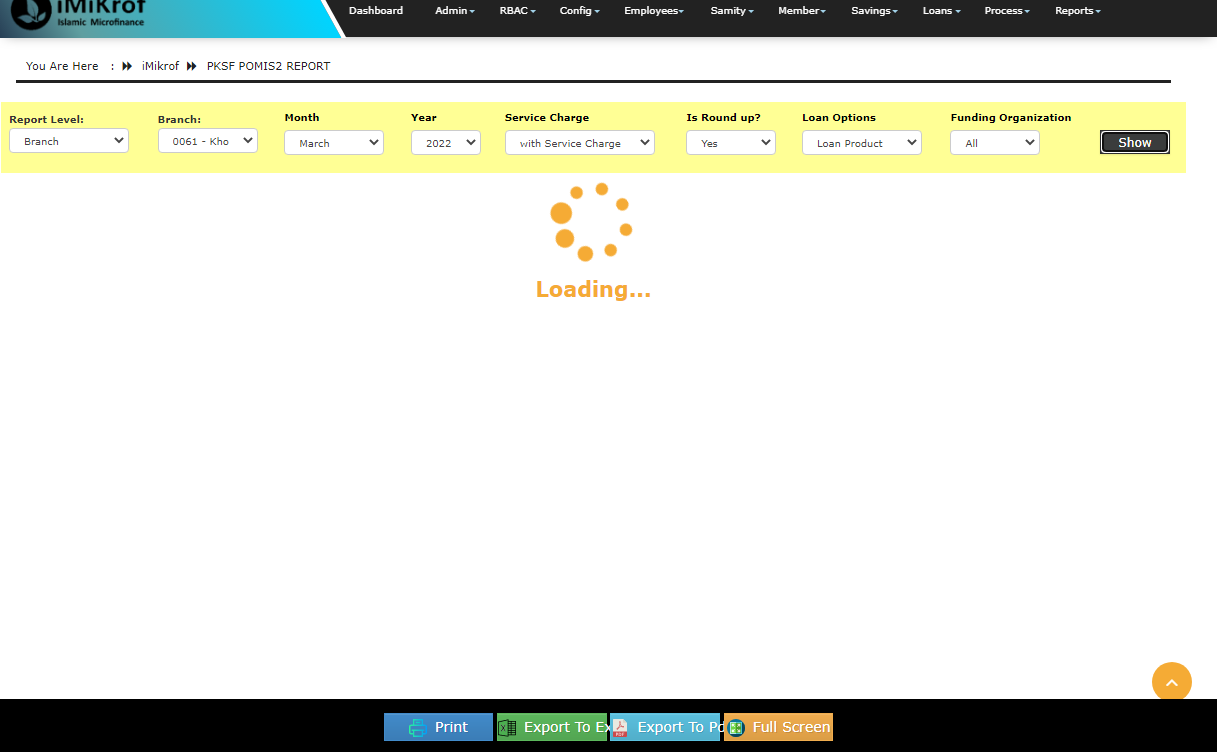 iMiKrof
Islamic Microfinance
Dashboard Admin RBAC Config Employees Samity Member Savings Loans Process Reports
You Are Here : iMikrof PKSF POMIS2 REPORT
Report Level: Branch: Month Year Service Charge Is Round up? Loan Options Funding Organization
Branch 0061 - Kho March 2022 with Service Charge Yes Loan Product All Show
Loading...
Print Export To Ex Export To Pd Full Screen